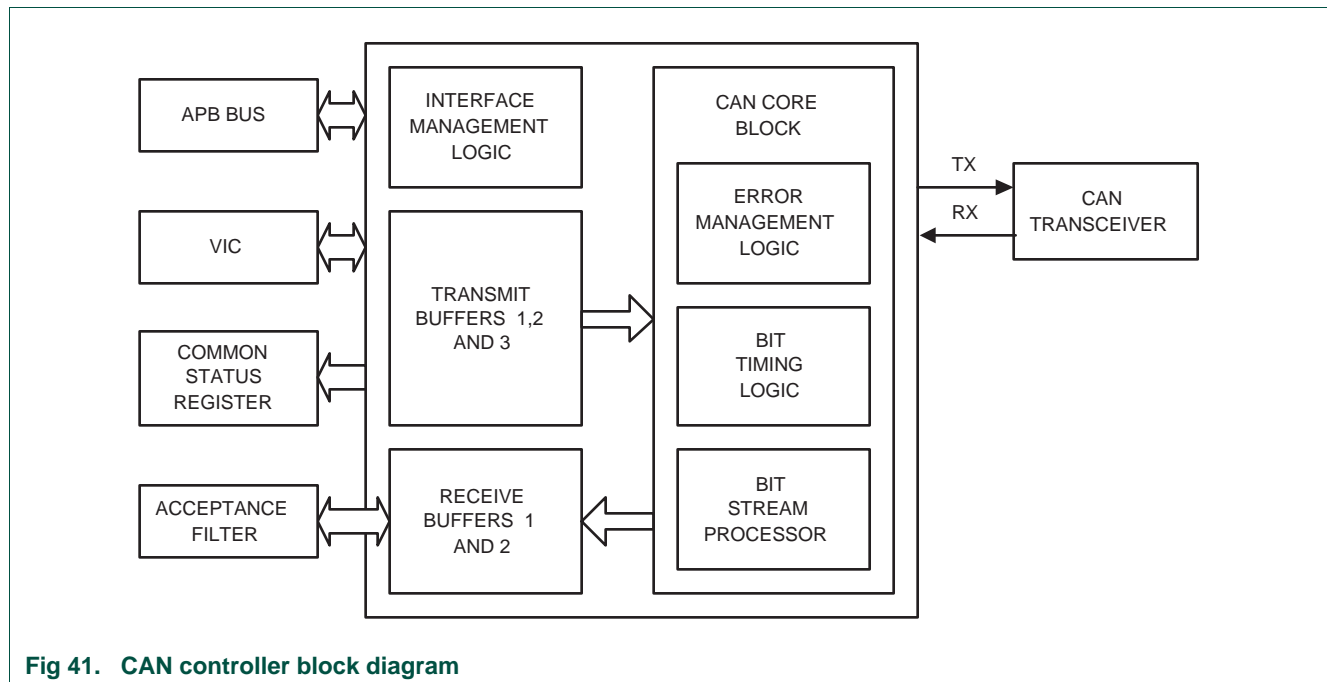 APB BUS
VIC
COMMON
STATUS
REGISTER
ACCEPTANCE
FILTER
INTERFACE
MANAGEMENT
LOGIC
TRANSMIT
BUFFERS 1,2
AND 3
RECEIVE
BUFFERS 1
AND 2
CAN CORE
BLOCK
ERROR
MANAGEMENT
LOGIC
BIT
TIMING
LOGIC
BIT
STREAM
PROCESSOR
TX
RX
CAN
TRANSCEIVER
Fig 41. CAN controller block diagram